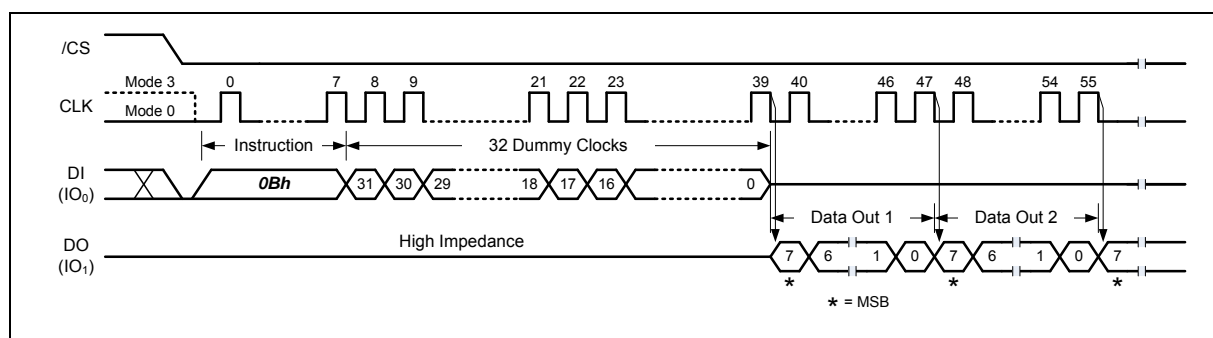 /CS
Mode 3 0 7 8 9 21 22 23 39 40 46 47 48 54 55
CLK
Mode 0
Instruction 32 Dummy Clocks
DI
(IO0)
0Bh 31 30 29 18 17 16 0
Data Out 1 Data Out 2
High Impedance
DO
(IO1)
7 6 1 0 7 6 1 0 7
* * *
* = MSB